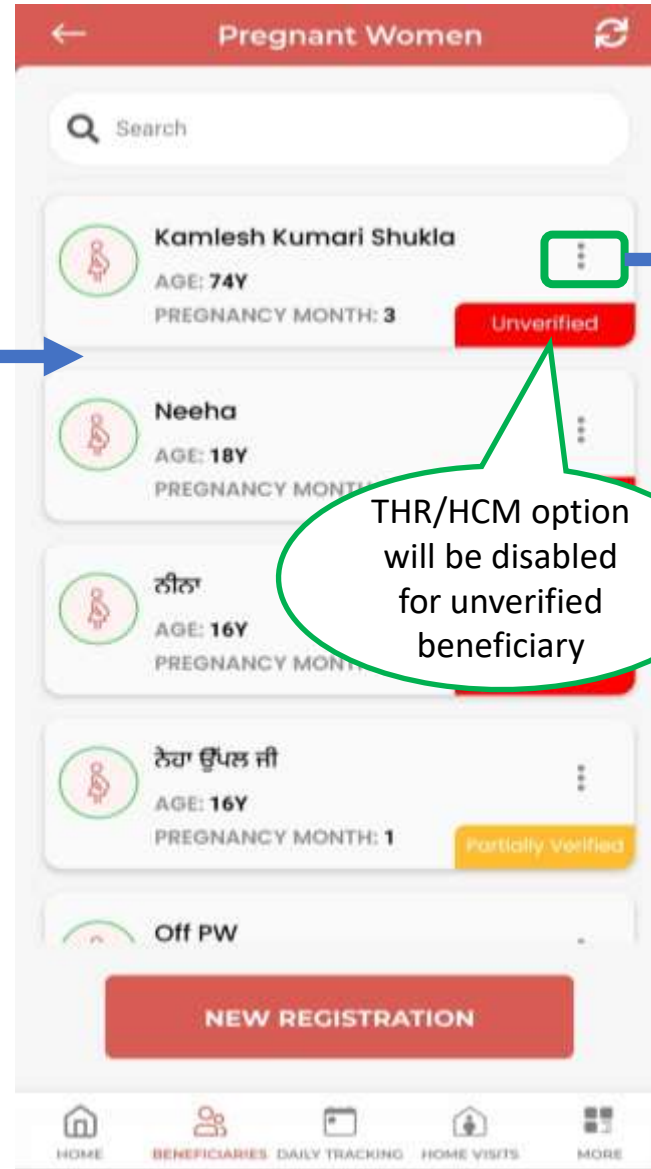 Pregnant Women
Search
Kamlesh Kumari Shukla
AGE: 74Y
PREGNANCY MONTH: 3
Unverified
Neeha
AGE: 18Y
PREGNANCY
THR/HCM option
will be disabled
for unverified
beneficiary
ਨੀਨਾ
AGE: 16Y
PREGNANCY
ਨੇਹਾ ਉੱਪਲ ਜੀ
AGE: 16Y
PREGNANCY MONTH: 1
Partially Verified
Off PW
NEW REGISTRATION
HOME BENEFICIARIES DAILY TRACKING HOME VISITS MORE